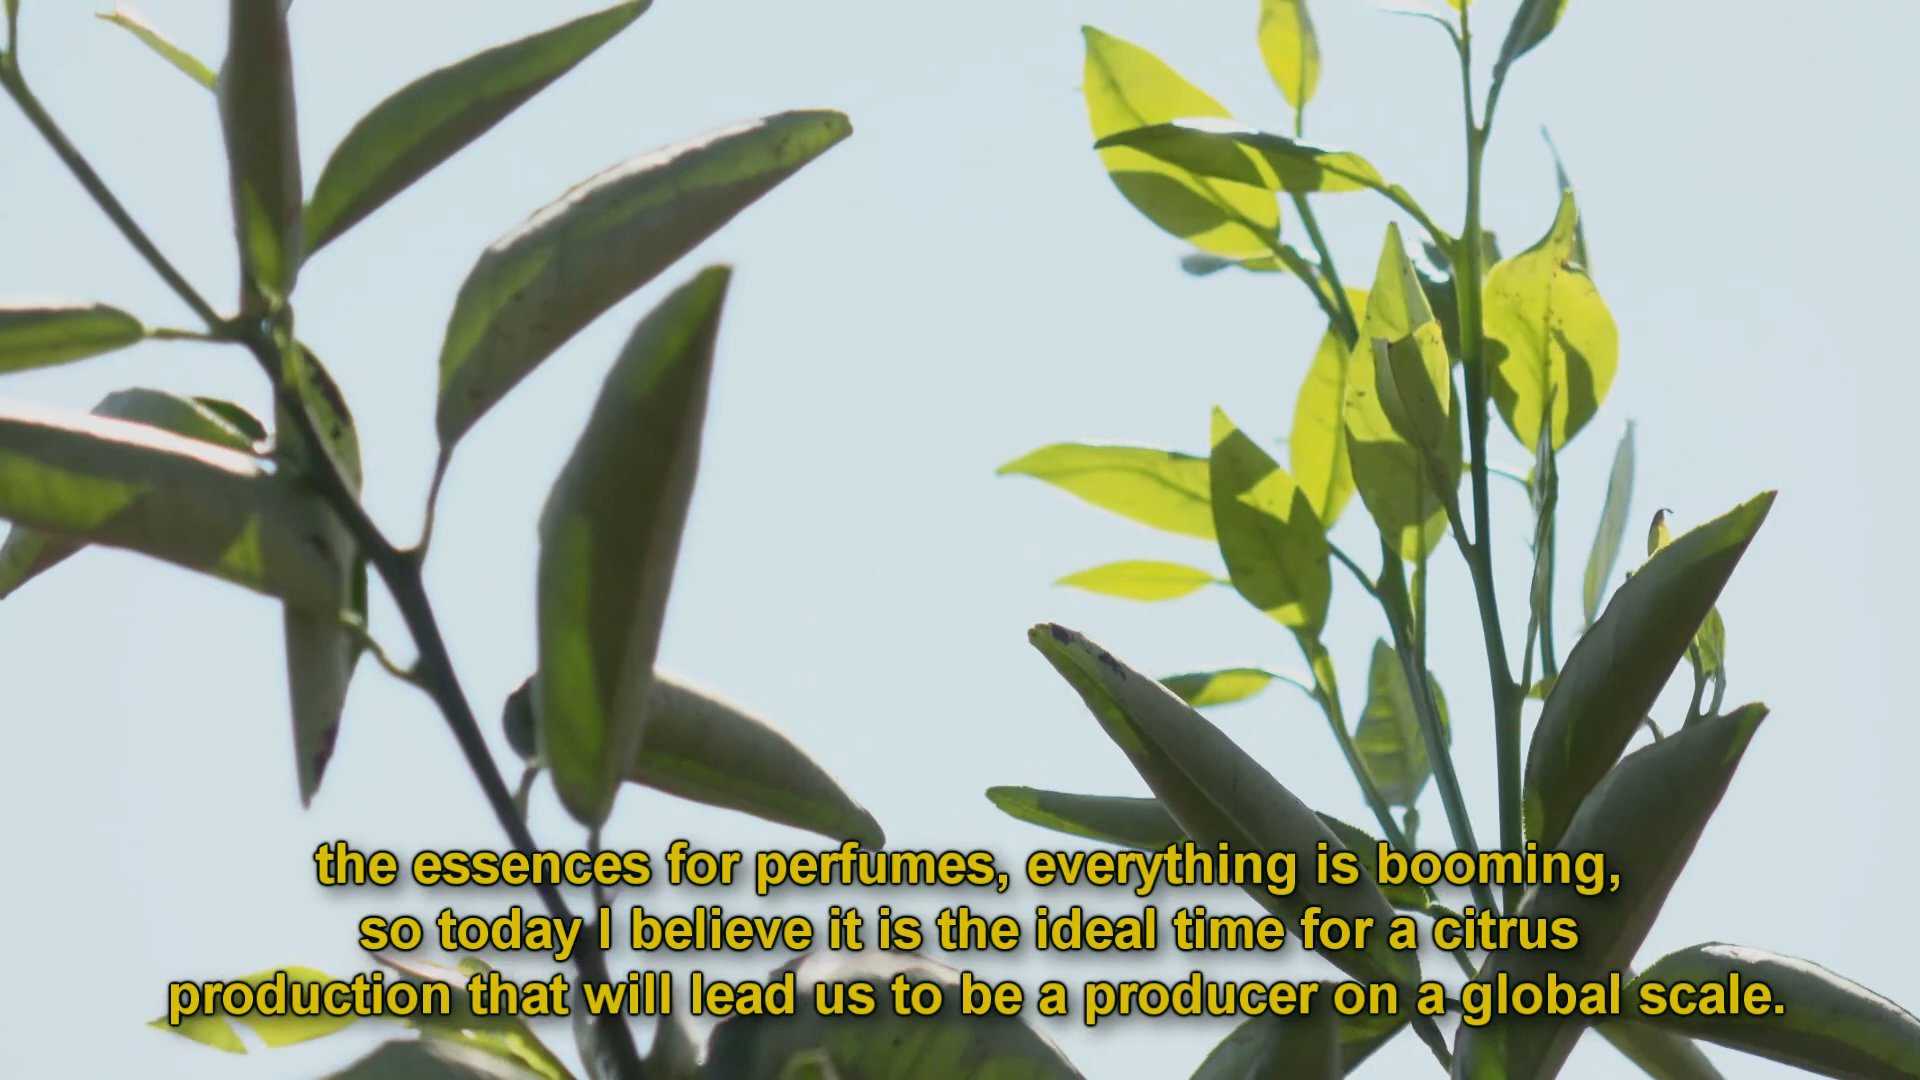 the essences for perfumes, everything is booming,
so today I believe it is the ideal time for a citrus
production that will lead us to be a producer on a global scale.